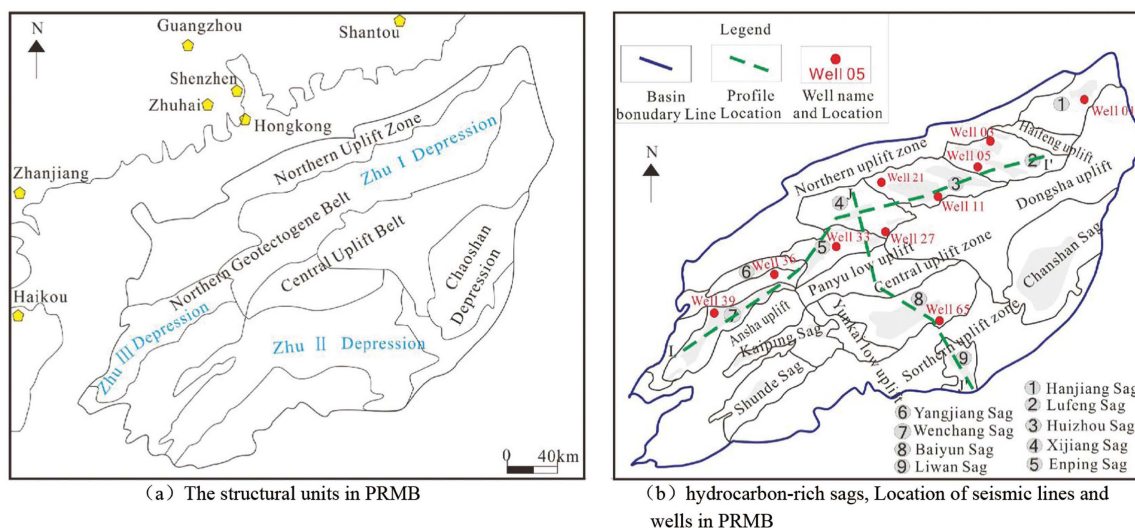 N
Guangzhou
Shantou
Shenzhen
Zhuhai
Hongkong
Zhanjiang
Haikou
Northern Uplift Zone
Zhu I Depression
Northern Geotectogene Belt
Central Uplift Belt
Chaoshan
Depression
Zhu III Depression
Zhu II Depression
0 40km
(a) The structural units in PRMB
Legend
Well 05
Basin
bonudary Line
Profile
Location
Well name
and Location
N
1
Well 01
Well 03
Haifeng uplift
Northern uplift zone
Well 05
2
I'
Well 21
3
Dongsha uplift
4
J
Well 11
Well 27
5
Well 33
6
Well 36
Panyu low uplift
Central uplift zone
Chanshan Sag
Well 39
7
Ansha uplift
8
Well 65
I
Kaiping Sag
Yunkai low uplift
Sorthern uplift zone
9
J'
Shunde Sag
1 Hanjiang Sag
2 Lufeng Sag
3 Huizhou Sag
4 Xijiang Sag
5 Enping Sag
6 Yangjiang Sag
7 Wenchang Sag
8 Baiyun Sag
9 Liwan Sag
(b) hydrocarbon-rich sags, Location of seismic lines and
wells in PRMB